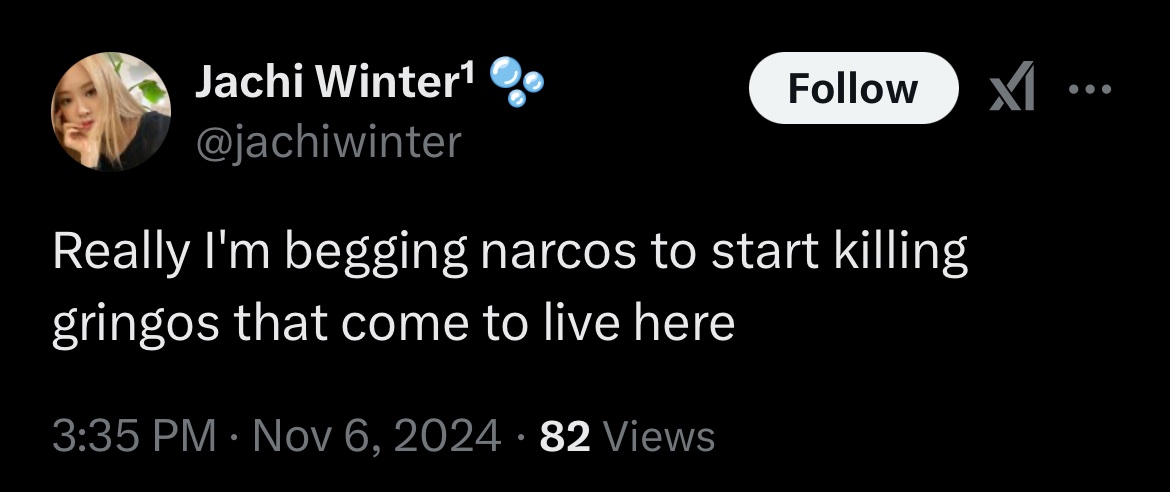 Jachi Winter¹ 🫧
Follow
@jachiwinter
Really I'm begging narcos to start killing
gringos that come to live here
3:35 PM · Nov 6, 2024 · 82 Views